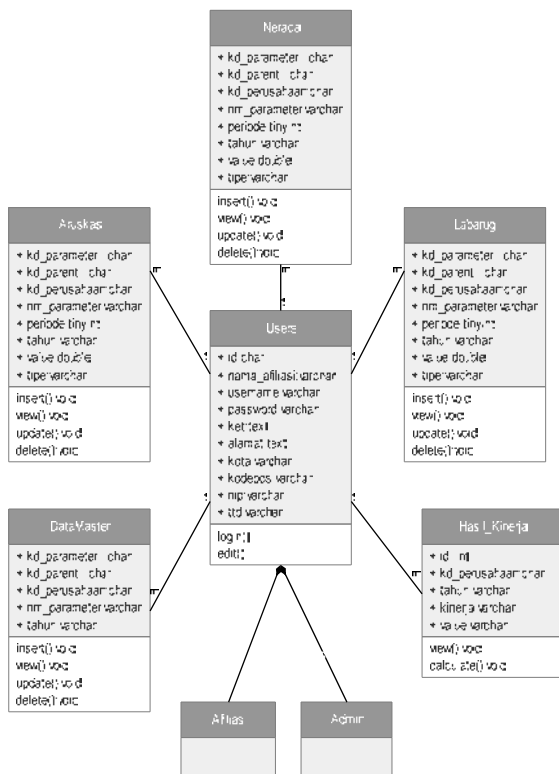 Neracai
+ kd_parameter : char
+ kd_parent : char
+ kd_perusahaan char
+ nm_parameter varchar
+ periode tinyint
+ tahun varchar
+ value double
+ tipe varchar
insert() void
view() void
update() void
delete() void
Aruskas
+ kd_parameter : char
+ kd_parent : char
+ kd_perusahaan char
+ nm_parameter varchar
+ periode tinyint
+ tahun varchar
+ value double
+ tipe varchar
insert() void
view() void
update() void
delete() void
Labarugi
+ kd_parameter : char
+ kd_parent : char
+ kd_perusahaan char
+ nm_parameter varchar
+ periode tinyint
+ tahun varchar
+ value double
+ tipe varchar
insert() void
view() void
update() void
delete() void
Users
+ id char
+ nama_afiliasi varchar
+ username varchar
+ password varchar
+ ket text
+ alamat text
+ kota varchar
+ kodepos varchar
+ nip varchar
+ ttd varchar
login()
edit()
DataMaster
+ kd_parameter : char
+ kd_parent : char
+ kd_perusahaan char
+ nm_parameter varchar
+ tahun varchar
insert() void
view() void
update() void
delete() void
Hasil_Kinerja
+ id int
+ kd_perusahaan char
+ tahun varchar
+ kinerja varchar
+ value varchar
view() void
calculate() void
Afiliasi
Admin